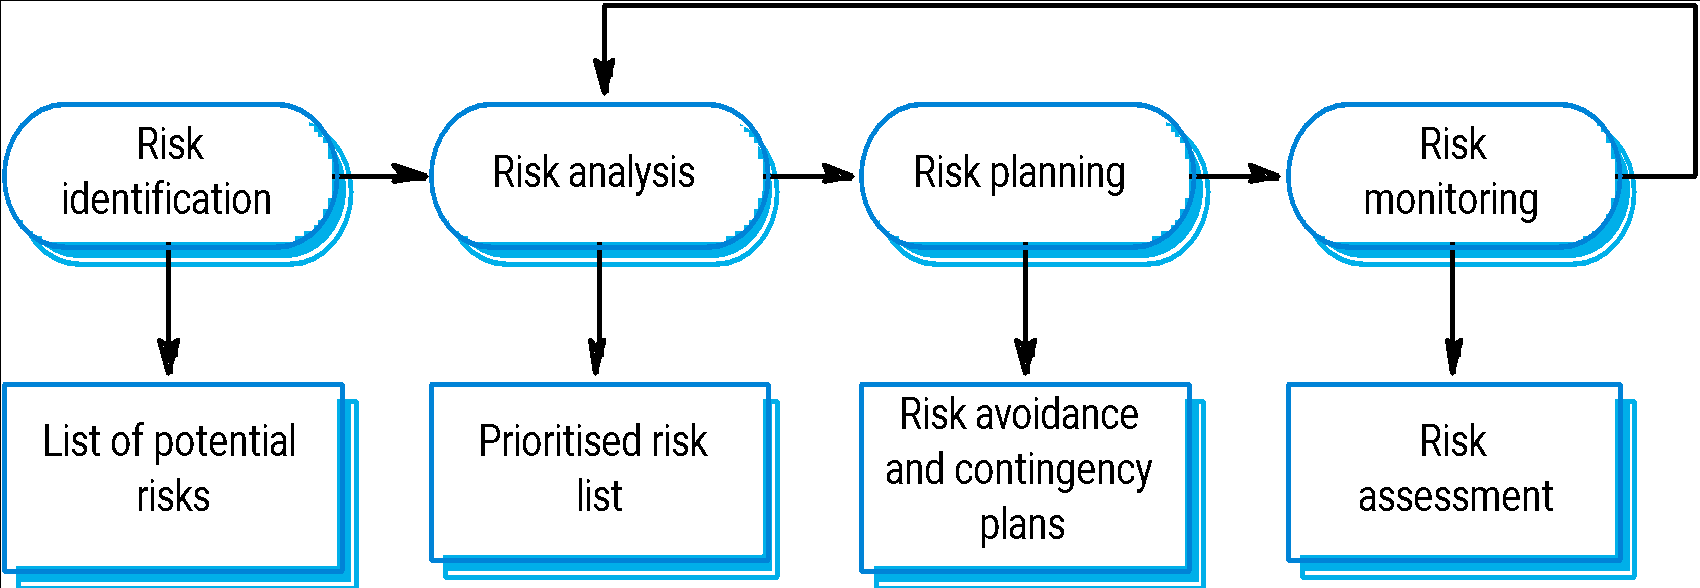 Risk
identification
Risk analysis
Risk planning
Risk
monitoring
List of potential
risks
Prioritised risk
list
Risk avoidance
and contingency
plans
Risk
assessment